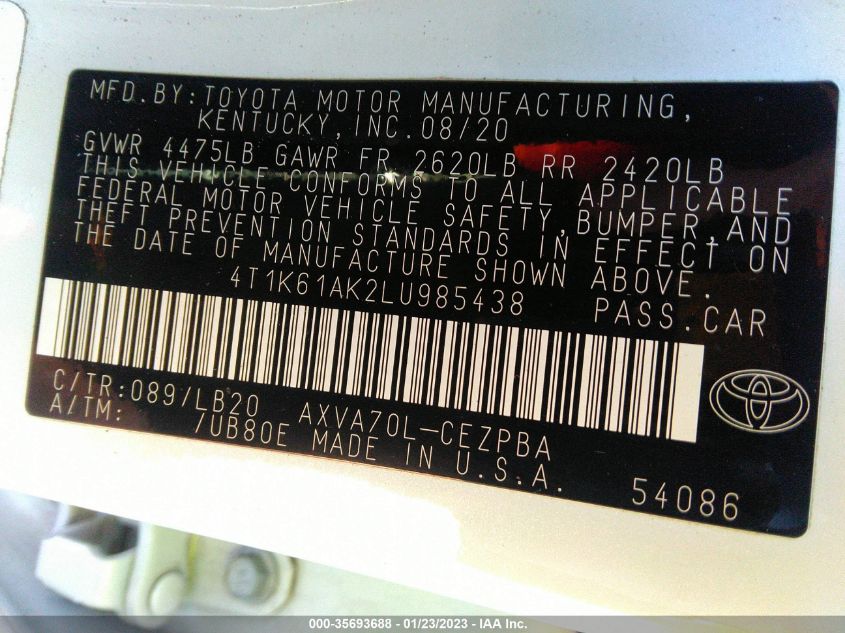 MFD.BY:TOYOTA MOTOR MANUFACTURING,
KENTUCKY,INC.08/20
GVWR 4475LB GAWR FR 2620LB RR 2420LB
THIS VEHICLE CONFORMS TO ALL APPLICABLE
FEDERAL MOTOR VEHICLE SAFETY,BUMPER,AND
THEFT PREVENTION STANDARDS IN EFFECT ON
THE DATE OF MANUFACTURE SHOWN ABOVE.
4T1K61AK2LU985438 PASS.CAR
C/TR:089/LB20 AXVA70L-CEZPBA
A/TM: /UB80E MADE IN U.S.A.
54086
000-35693688 - 01/23/2023 - IAA Inc.